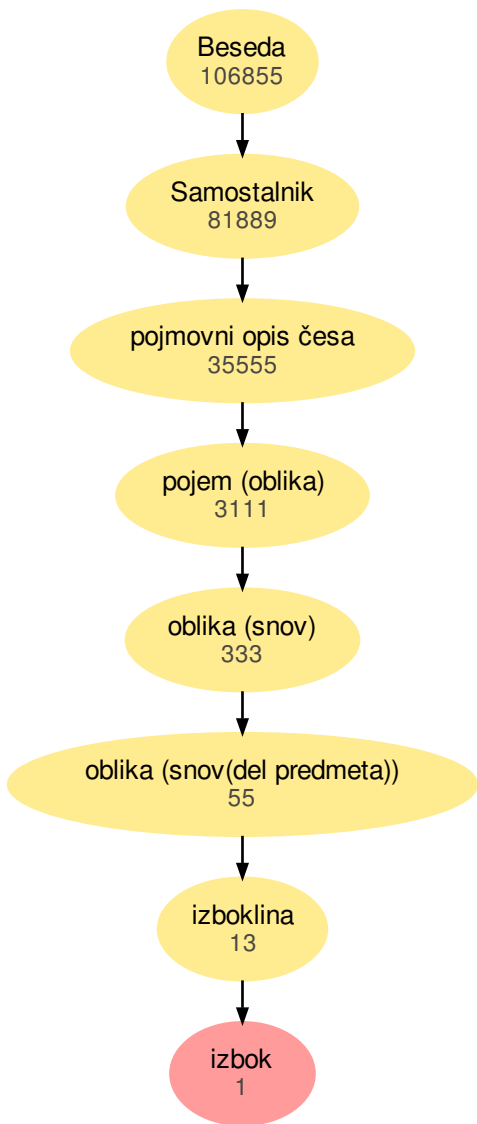 Beseda
106855
Samostalnik
81889
pojmovni opis česa
35555
pojem (oblika)
3111
oblika (snov)
333
oblika (snov(del predmeta))
55
izboklina
13
izbok
1